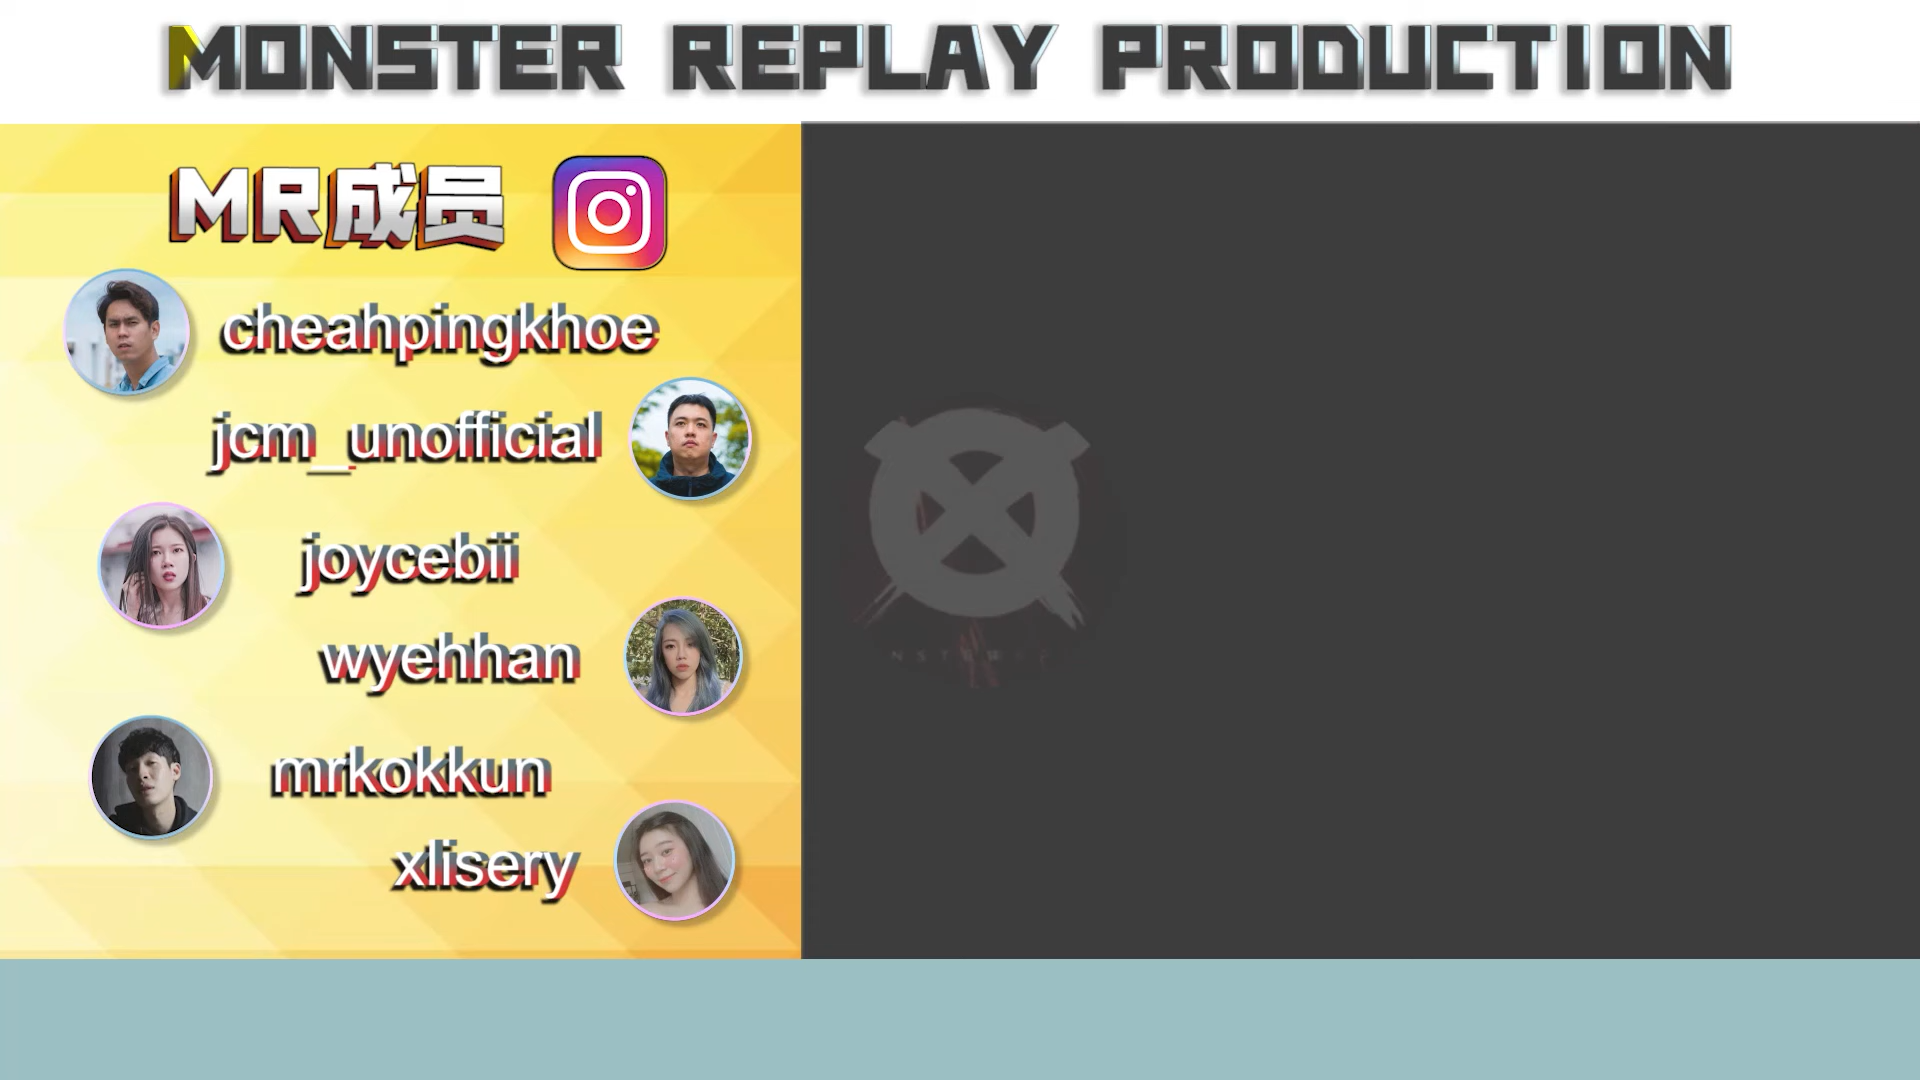 MONSTER REPLAY PRODUCTION
MR成员
cheahpingkhoe
jcm_unofficial
joycebii
wyehhan
mrkokkun
xlisery